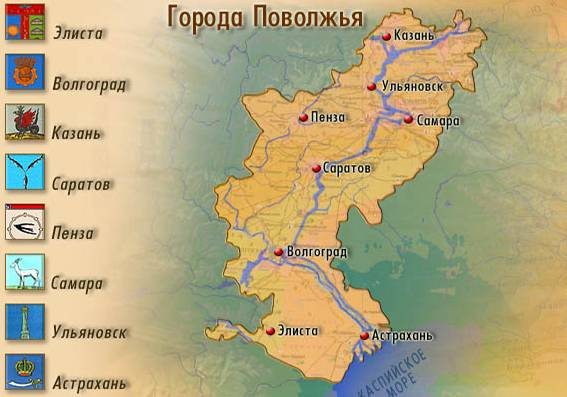 Города Поволжья
Элиста
Волгоград
Казань
Саратов
Пенза
Самара
Ульяновск
Астрахань
Казань
Ульяновск
Пенза
Самара
Саратов
Волгоград
Элиста
Астрахань
КАСПИЙСКОЕ
МОРЕ